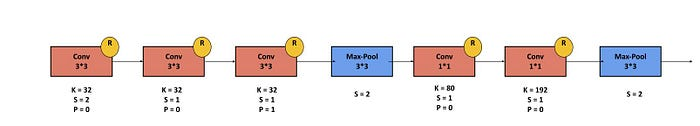 R
Conv
3*3
K = 32
S = 2
P = 0
R
Conv
3*3
K = 32
S = 1
P = 0
R
Conv
3*3
K = 32
S = 1
P = 1
Max-Pool
3*3
S = 2
R
Conv
1*1
K = 80
S = 1
P = 0
R
Conv
1*1
K = 192
S = 1
P = 0
Max-Pool
3*3
S = 2